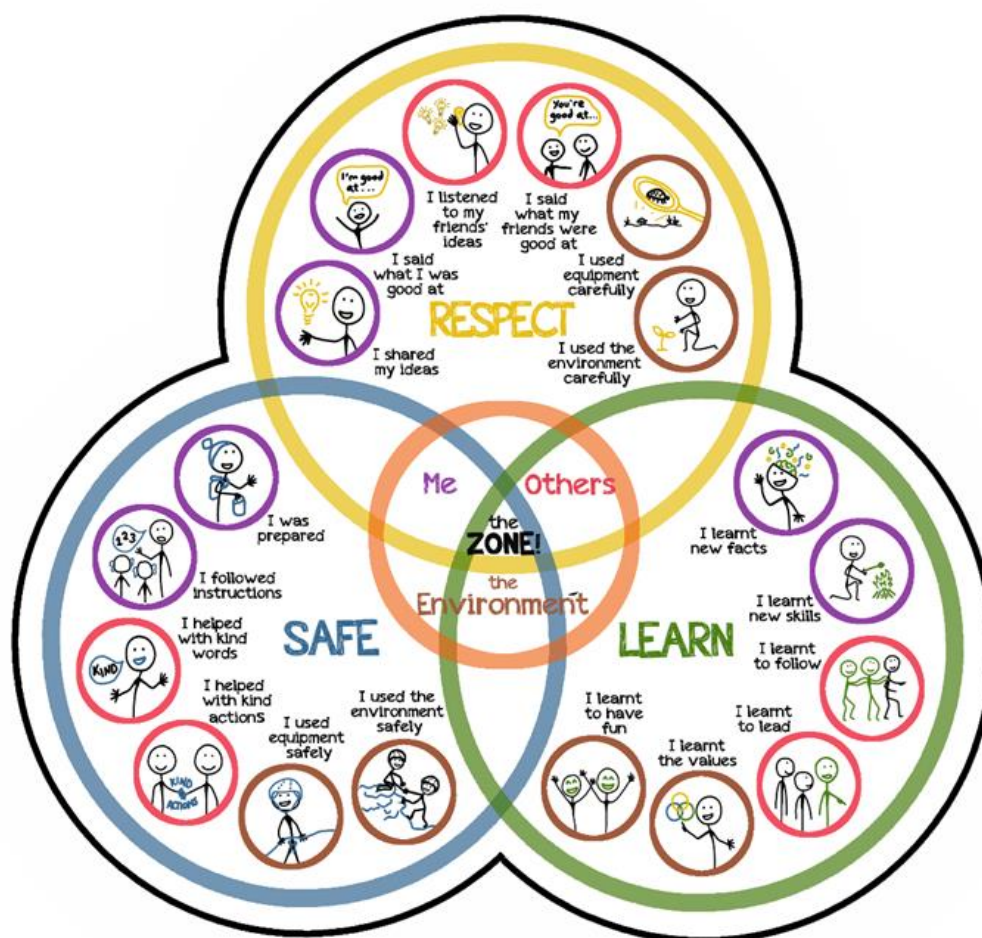 You're
good at...
I'm good
at...
I listened
to my
friends'
ideas
I said
what my
friends were
good at
I said
what I was
good at
I used
equipment
carefully
RESPECT
I shared
my ideas
I used the
environment
carefully
Me
Others
the
ZONE!
the
Environment
I was
prepared
123
I followed
instructions
SAFE
I helped
with kind
words
KIND
I helped
with kind
actions
KIND
ACTIONS
I used
equipment
safely
I used the
environment
safely
I learnt
new facts
I learnt
new skills
LEARN
I learnt
to follow
I learnt
to lead
I learnt
the values
I learnt
to have
fun